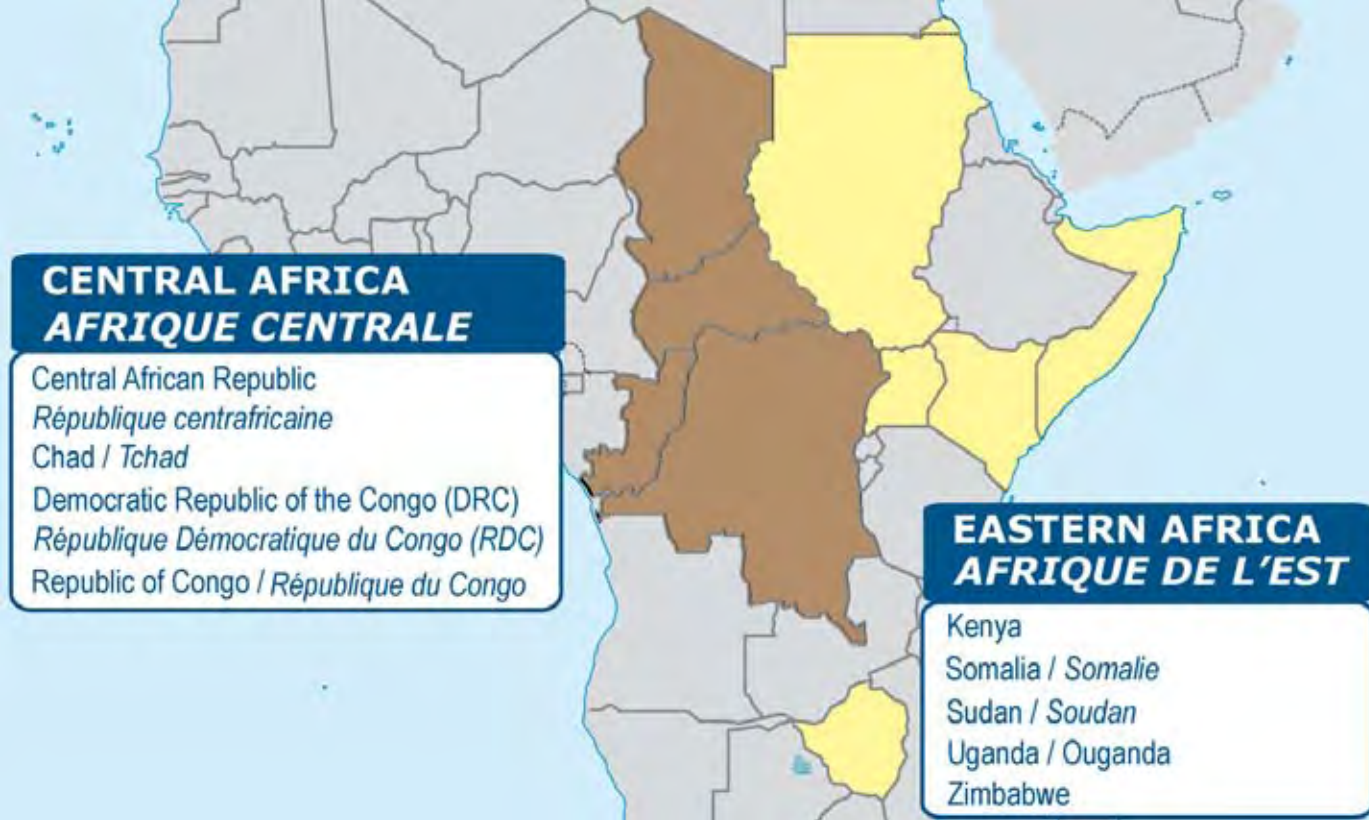 CENTRAL AFRICA
AFRIQUE CENTRALE
Central African Republic
République centrafricaine
Chad / Tchad
Democratic Republic of the Congo (DRC)
République Démocratique du Congo (RDC)
Republic of Congo / République du Congo
EASTERN AFRICA
AFRIQUE DE L'EST
Kenya
Somalia / Somalie
Sudan / Soudan
Uganda / Ouganda
Zimbabwe